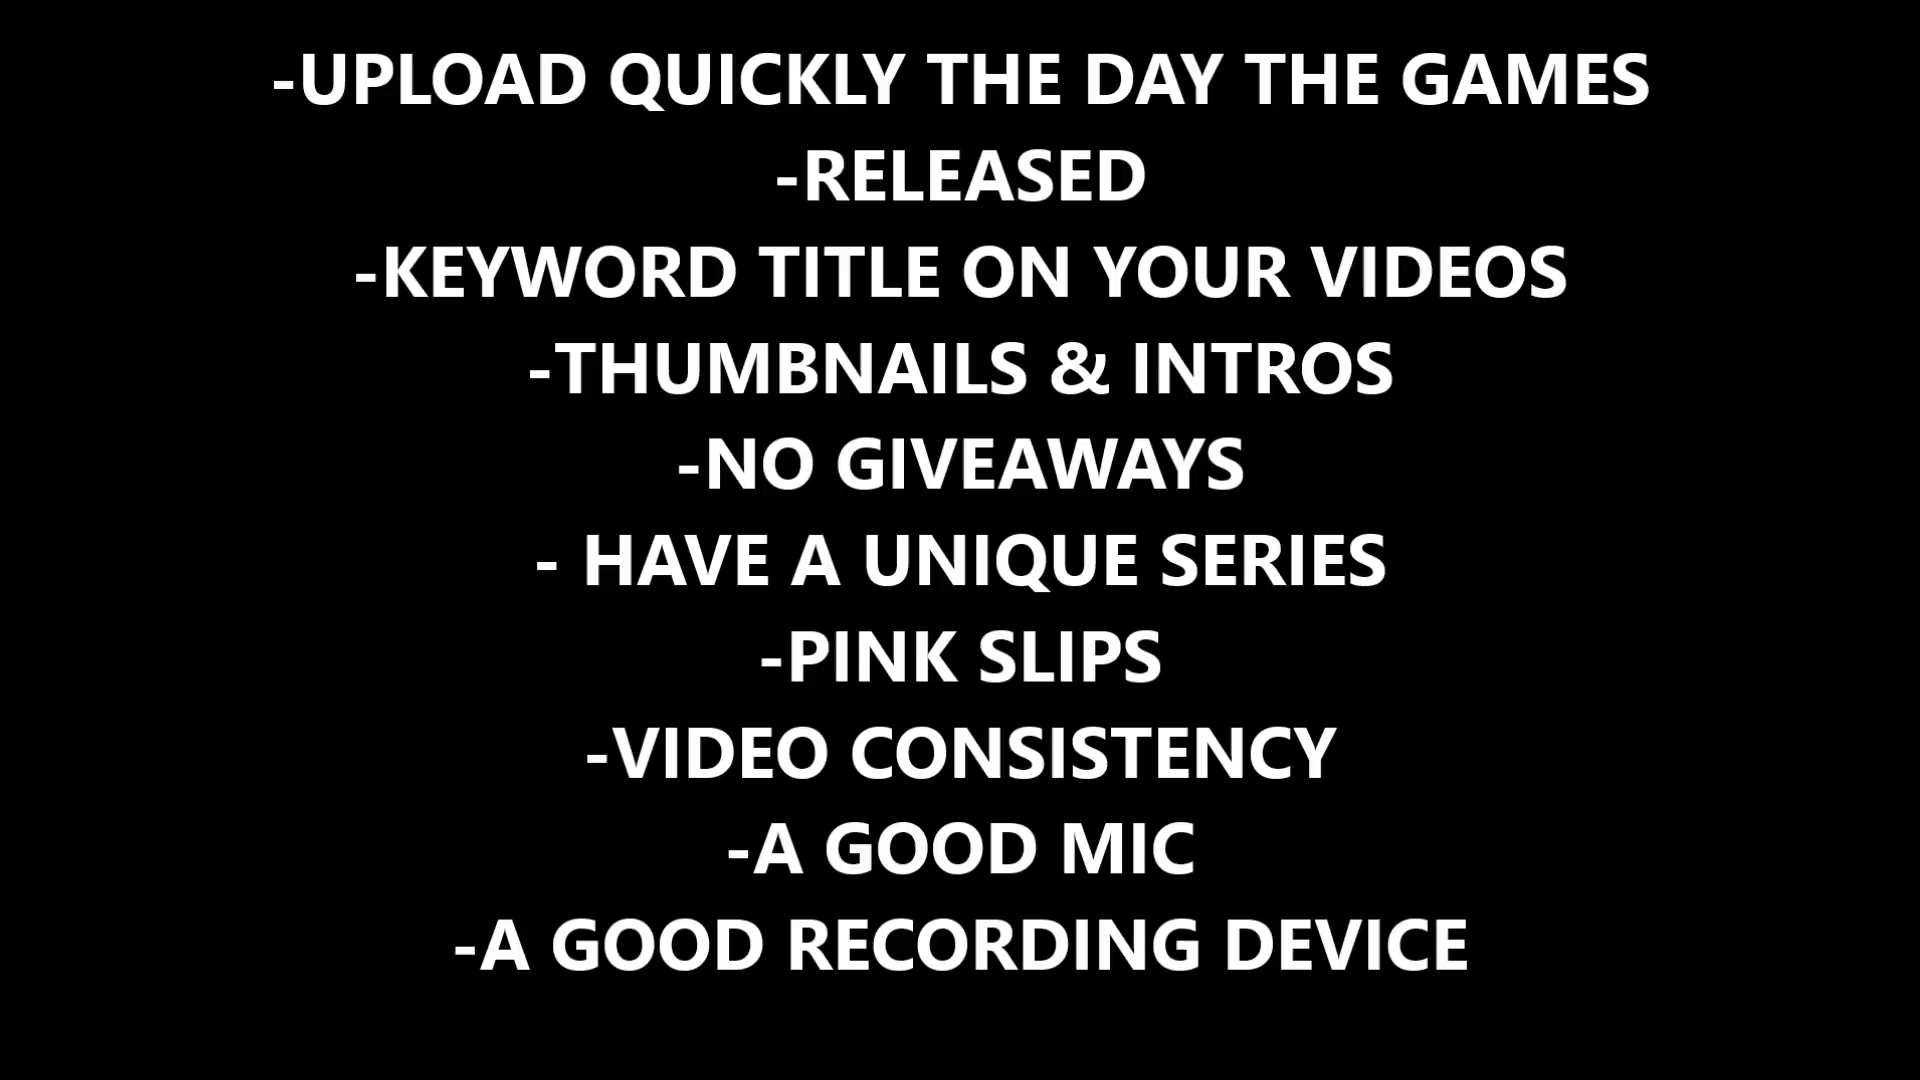 -UPLOAD QUICKLY THE DAY THE GAMES
-RELEASED
-KEYWORD TITLE ON YOUR VIDEOS
-THUMBNAILS & INTROS
-NO GIVEAWAYS
- HAVE A UNIQUE SERIES
-PINK SLIPS
-VIDEO CONSISTENCY
-A GOOD MIC
-A GOOD RECORDING DEVICE